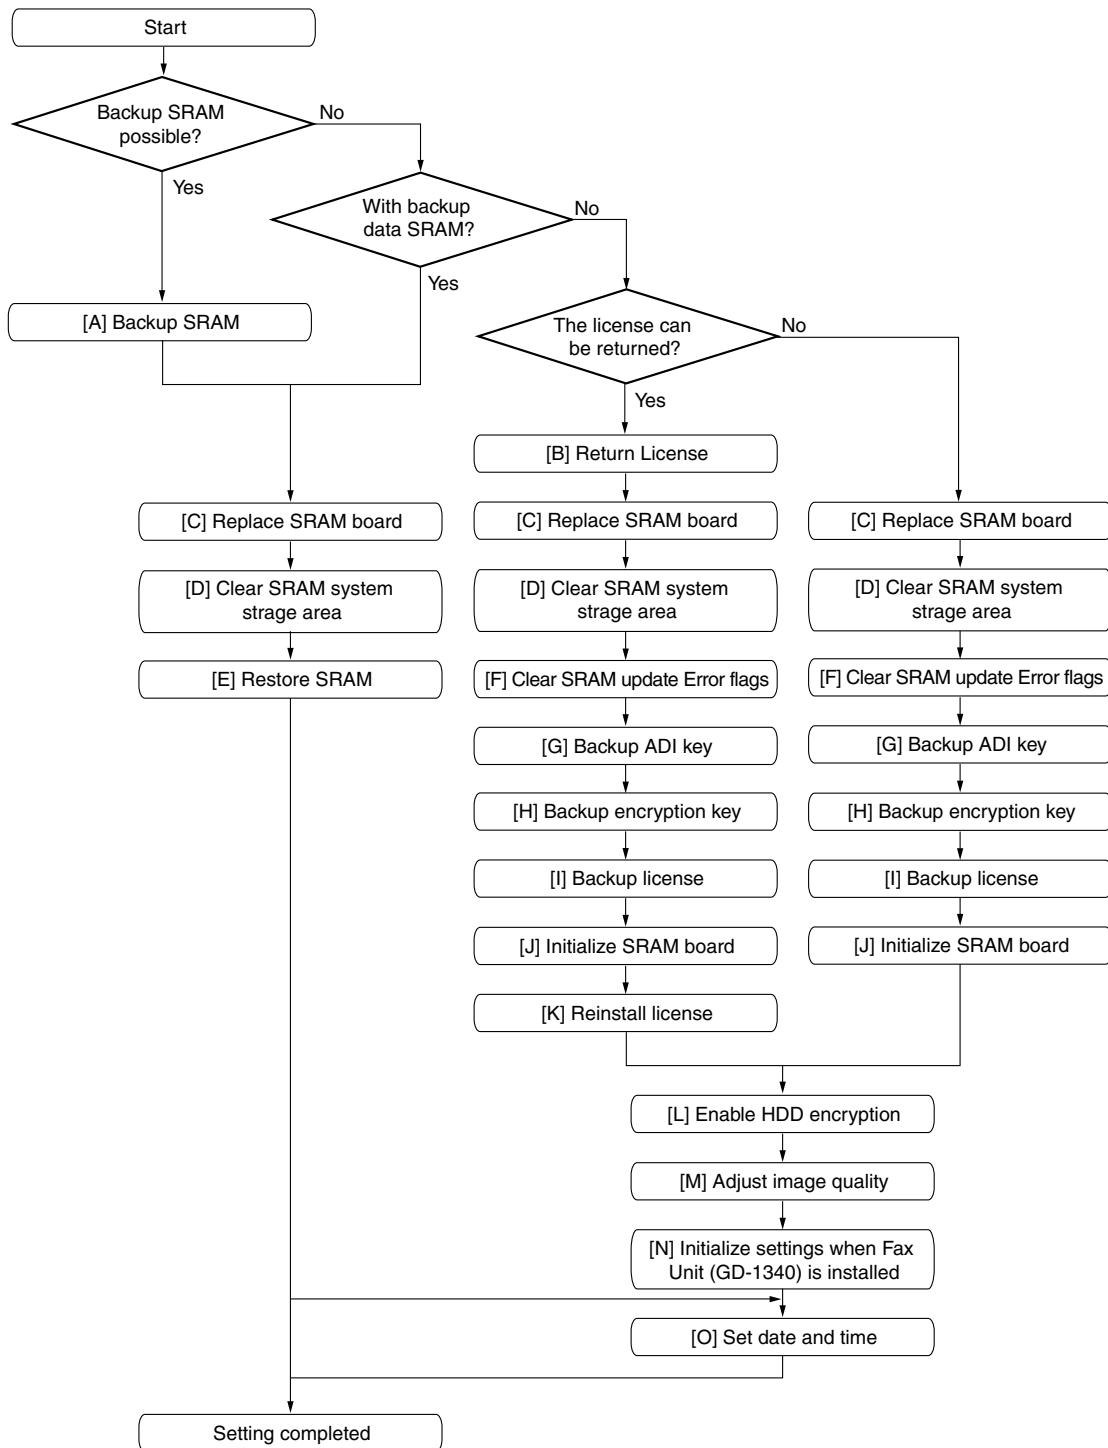 Start
Backup SRAM
possible?
No
Yes
With backup
data SRAM?
No
Yes
[A] Backup SRAM
The license can
be returned?
No
Yes
[B] Return License
[C] Replace SRAM board
[C] Replace SRAM board
[C] Replace SRAM board
[D] Clear SRAM system
strage area
[D] Clear SRAM system
strage area
[D] Clear SRAM system
strage area
[E] Restore SRAM
[F] Clear SRAM update Error flags
[F] Clear SRAM update Error flags
[G] Backup ADI key
[G] Backup ADI key
[H] Backup encryption key
[H] Backup encryption key
[I] Backup license
[I] Backup license
[J] Initialize SRAM board
[J] Initialize SRAM board
[K] Reinstall license
[L] Enable HDD encryption
[M] Adjust image quality
[N] Initialize settings when Fax
Unit (GD-1340) is installed
[O] Set date and time
Setting completed